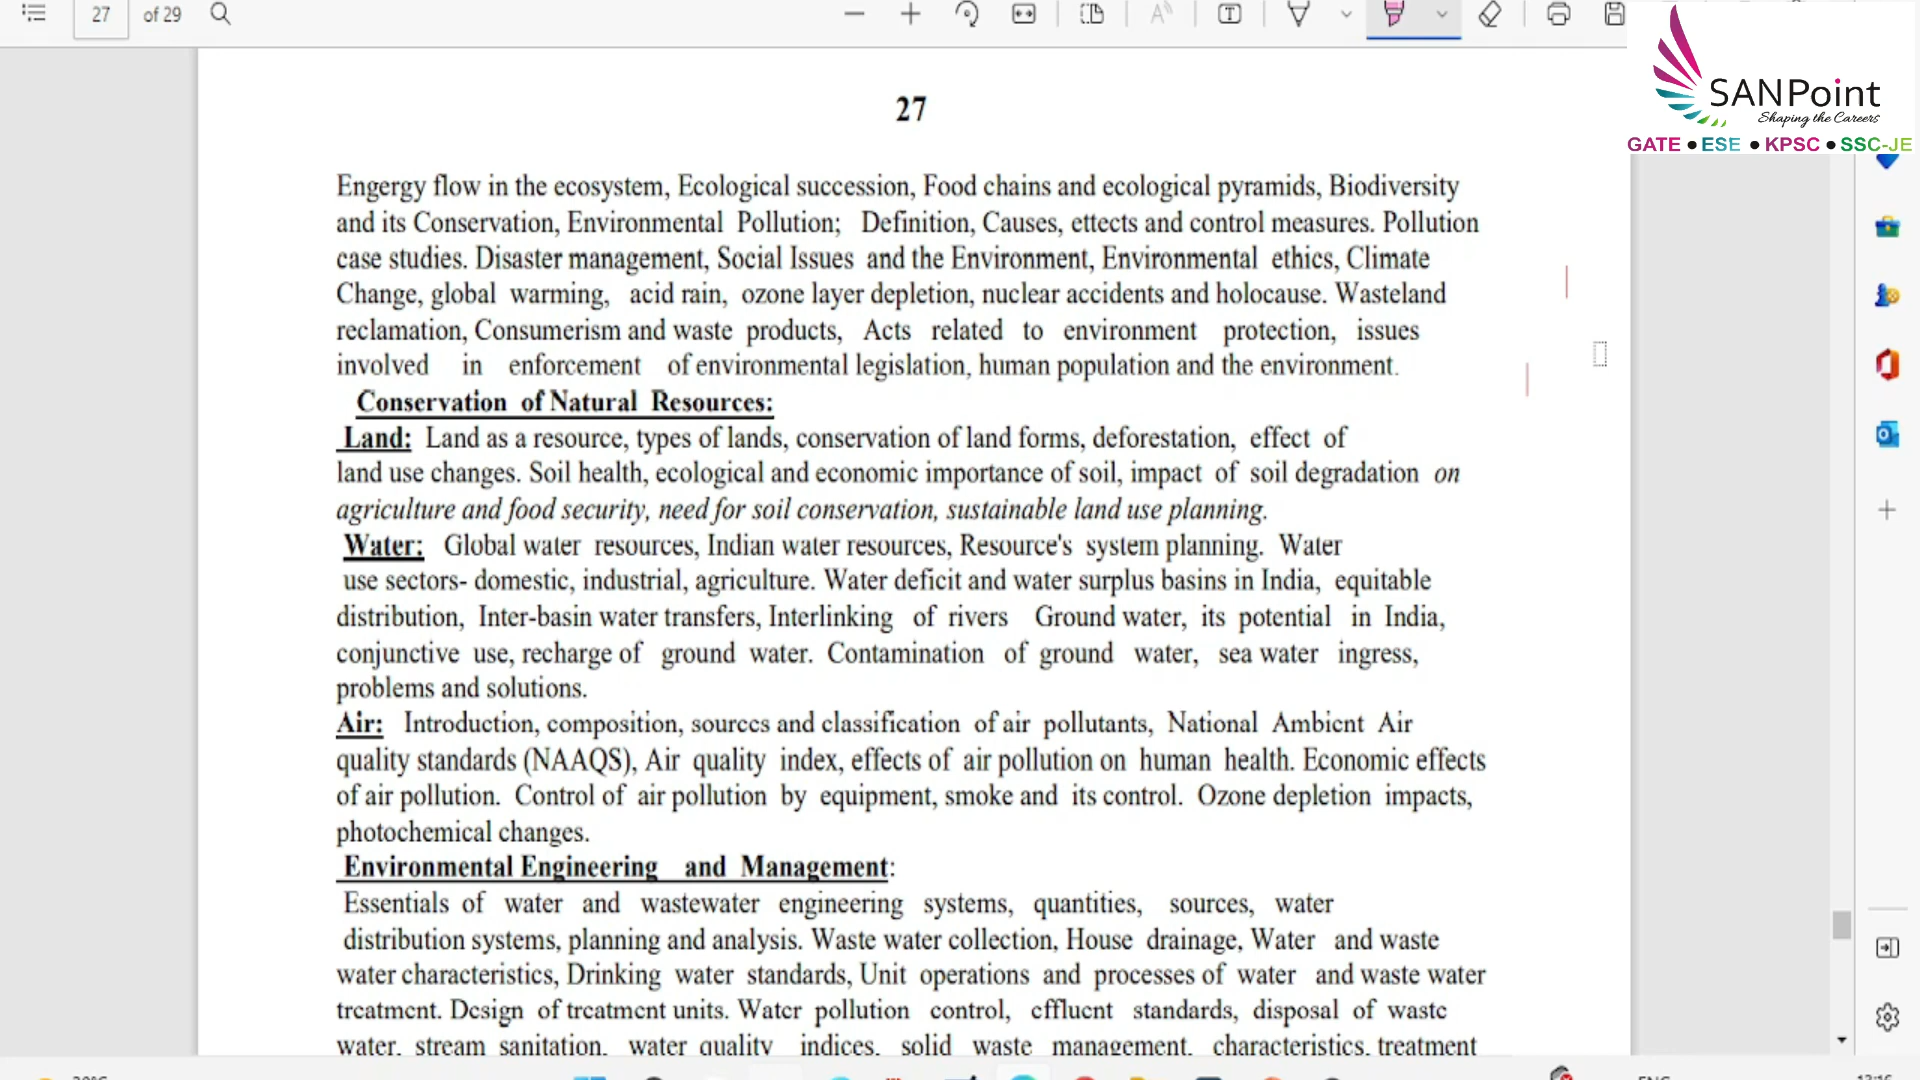 27
of 29
SANPoint
Shaping the Careers
GATE ● ESE ● KPSC ● SSC-JE
27
Engergy flow in the ecosystem, Ecological succession, Food chains and ecological pyramids, Biodiversity
and its Conservation, Environmental Pollution; Definition, Causes, ettects and control measures. Pollution
case studies. Disaster management, Social Issues and the Environment, Environmental ethics, Climate
Change, global warming, acid rain, ozone layer depletion, nuclear accidents and holocause. Wasteland
reclamation, Consumerism and waste products, Acts related to environment protection, issues
involved in enforcement of environmental legislation, human population and the environment.
Conservation of Natural Resources:
Land: Land as a resource, types of lands, conservation of land forms, deforestation, effect of
land use changes. Soil health, ecological and economic importance of soil, impact of soil degradation on
agriculture and food security, need for soil conservation, sustainable land use planning.
Water: Global water resources, Indian water resources, Resource's system planning. Water
use sectors- domestic, industrial, agriculture. Water deficit and water surplus basins in India, equitable
distribution, Inter-basin water transfers, Interlinking of rivers Ground water, its potential in India,
conjunctive use, recharge of ground water. Contamination of ground water, sea water ingress,
problems and solutions.
Air: Introduction, composition, sources and classification of air pollutants, National Ambient Air
quality standards (NAAQS), Air quality index, effects of air pollution on human health. Economic effects
of air pollution. Control of air pollution by equipment, smoke and its control. Ozone depletion impacts,
photochemical changes.
Environmental Engineering and Management:
Essentials of water and wastewater engineering systems, quantities, sources, water
distribution systems, planning and analysis. Waste water collection, House drainage, Water and waste
water characteristics, Drinking water standards, Unit operations and processes of water and waste water
treatment. Design of treatment units. Water pollution control, effluent standards, disposal of waste
water, stream sanitation, water quality indices, solid waste management, characteristics, treatment